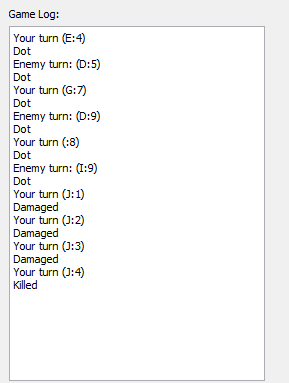 Game Log:
Your turn (E:4)
Dot
Enemy turn: (D:5)
Dot
Your turn (G:7)
Dot
Enemy turn: (D:9)
Dot
Your turn (:8)
Dot
Enemy turn: (I:9)
Dot
Your turn (J:1)
Damaged
Your turn (J:2)
Damaged
Your turn (J:3)
Damaged
Your turn (J:4)
Killed